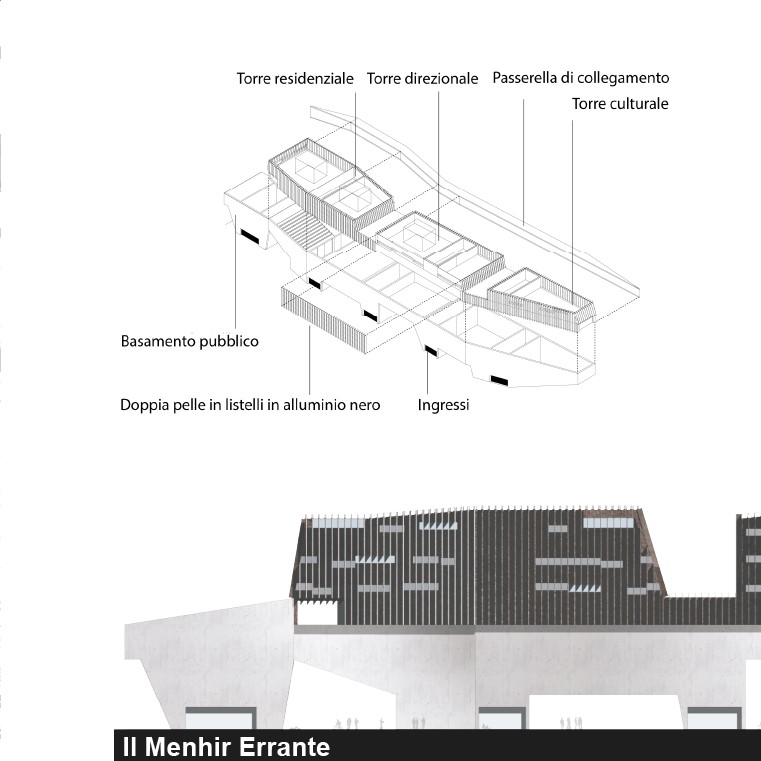 Torre residenziale
Torre direzionale
Passerella di collegamento
Torre culturale
Basamento pubblico
Doppia pelle in listelli in alluminio nero
Ingressi
Il Menhir Errante